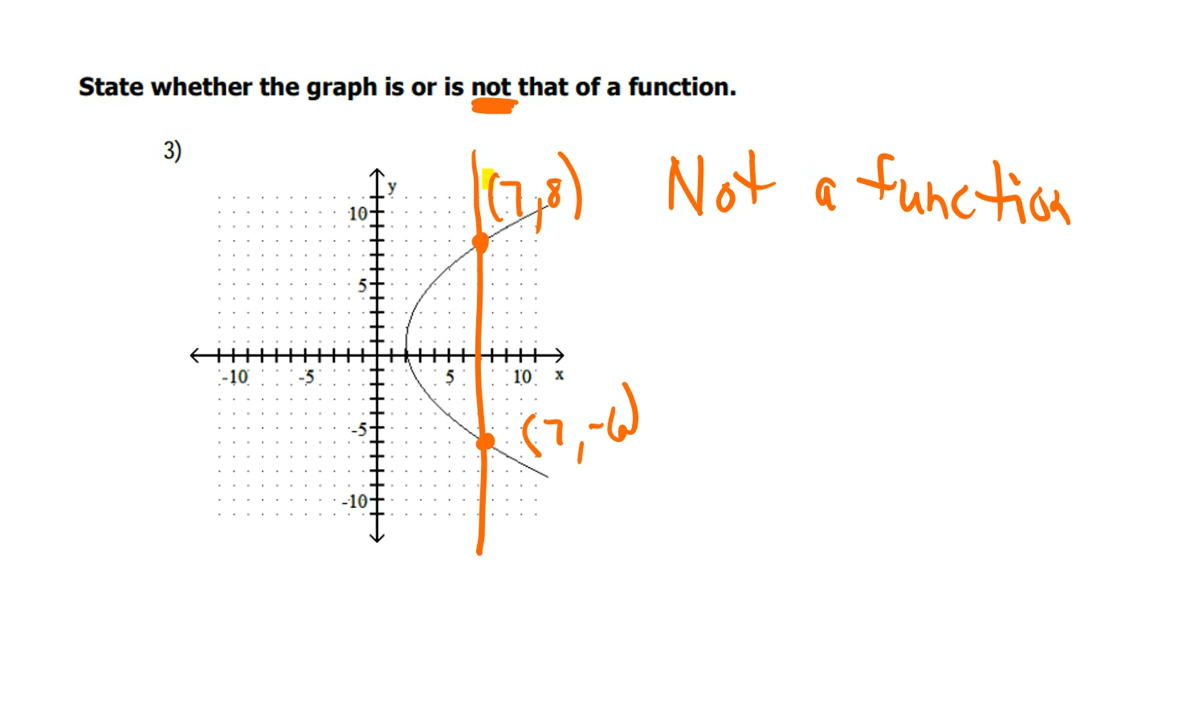 State whether the graph is or is not that of a function.
3)
(7,8) Not a function
y
10
5
-10 -5 5 10 x
(7,-6)
-5
-10